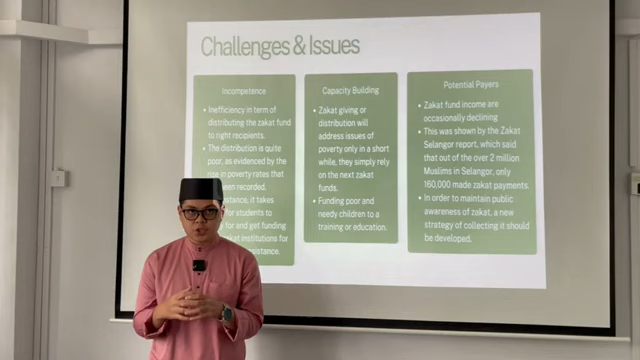 Challenges & Issues
Incompetence
• Inefficiency in term of
distributing the zakat fund to
right recipients.
• The distribution is quite
poor, as evidenced by the
rise in poverty rates that
been recorded.
stance, it takes
for students to
for and get funding
zakat institutions for
sistance.
Capacity Building
• Zakat giving or
distribution will
address issues of
poverty only in a short
while, they simply rely
on the next zakat
funds.
• Funding poor and
needy children to a
training or education.
Potential Payers
• Zakat fund income are
occasionally declining
• This was shown by the Zakat
Selangor report, which said
that out of the over 2 million
Muslims in Selangor, only
160,000 made zakat payments.
• In order to maintain public
awareness of zakat, a new
strategy of collecting it should
be developed.